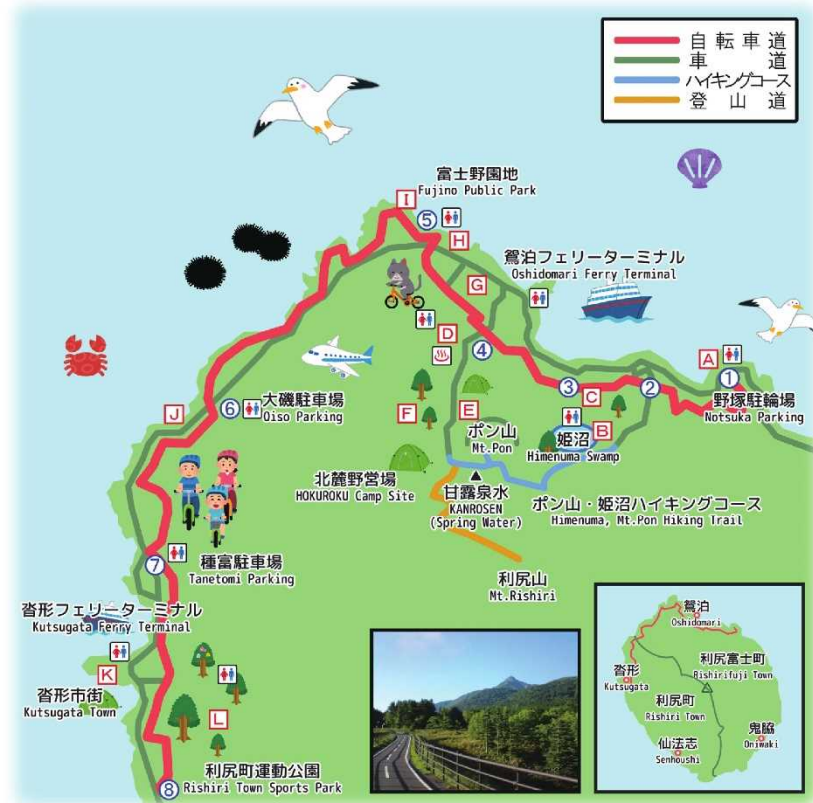 自転車道
車道
ハイキングコース
登山道
富士野園地
Fujino Public Park
I
⑤
H
鴛泊フェリーターミナル
Oshidomari Ferry Terminal
G
A
①
D
④
野塚駐輪場
Notsuka Parking
③
②
C
大磯駐車場
Oiso Parking
J
⑥
F
E
ポン山
Mt.Pon
姫沼
B
Himenuma Swamp
北麓野営場
HOKUROKU Camp Site
甘露泉水
KANROSEN
(Spring Water)
ポン山・姫沼ハイキングコース
Himenuma, Mt.Pon Hiking Trail
⑦
種富駐車場
Tanetomi Parking
利尻山
Mt.Rishiri
沓形フェリーターミナル
Kutsugata Ferry Terminal
K
沓形市街
Kutsugata Town
L
利尻町運動公園
Rishiri Town Sports Park
⑧
鴛泊
Oshidomari
利尻富士町
Rishirifuji Town
沓形
Kutsugata
利尻町
Rishiri Town
鬼脇
Oniwaki
仙法志
Senhoushi